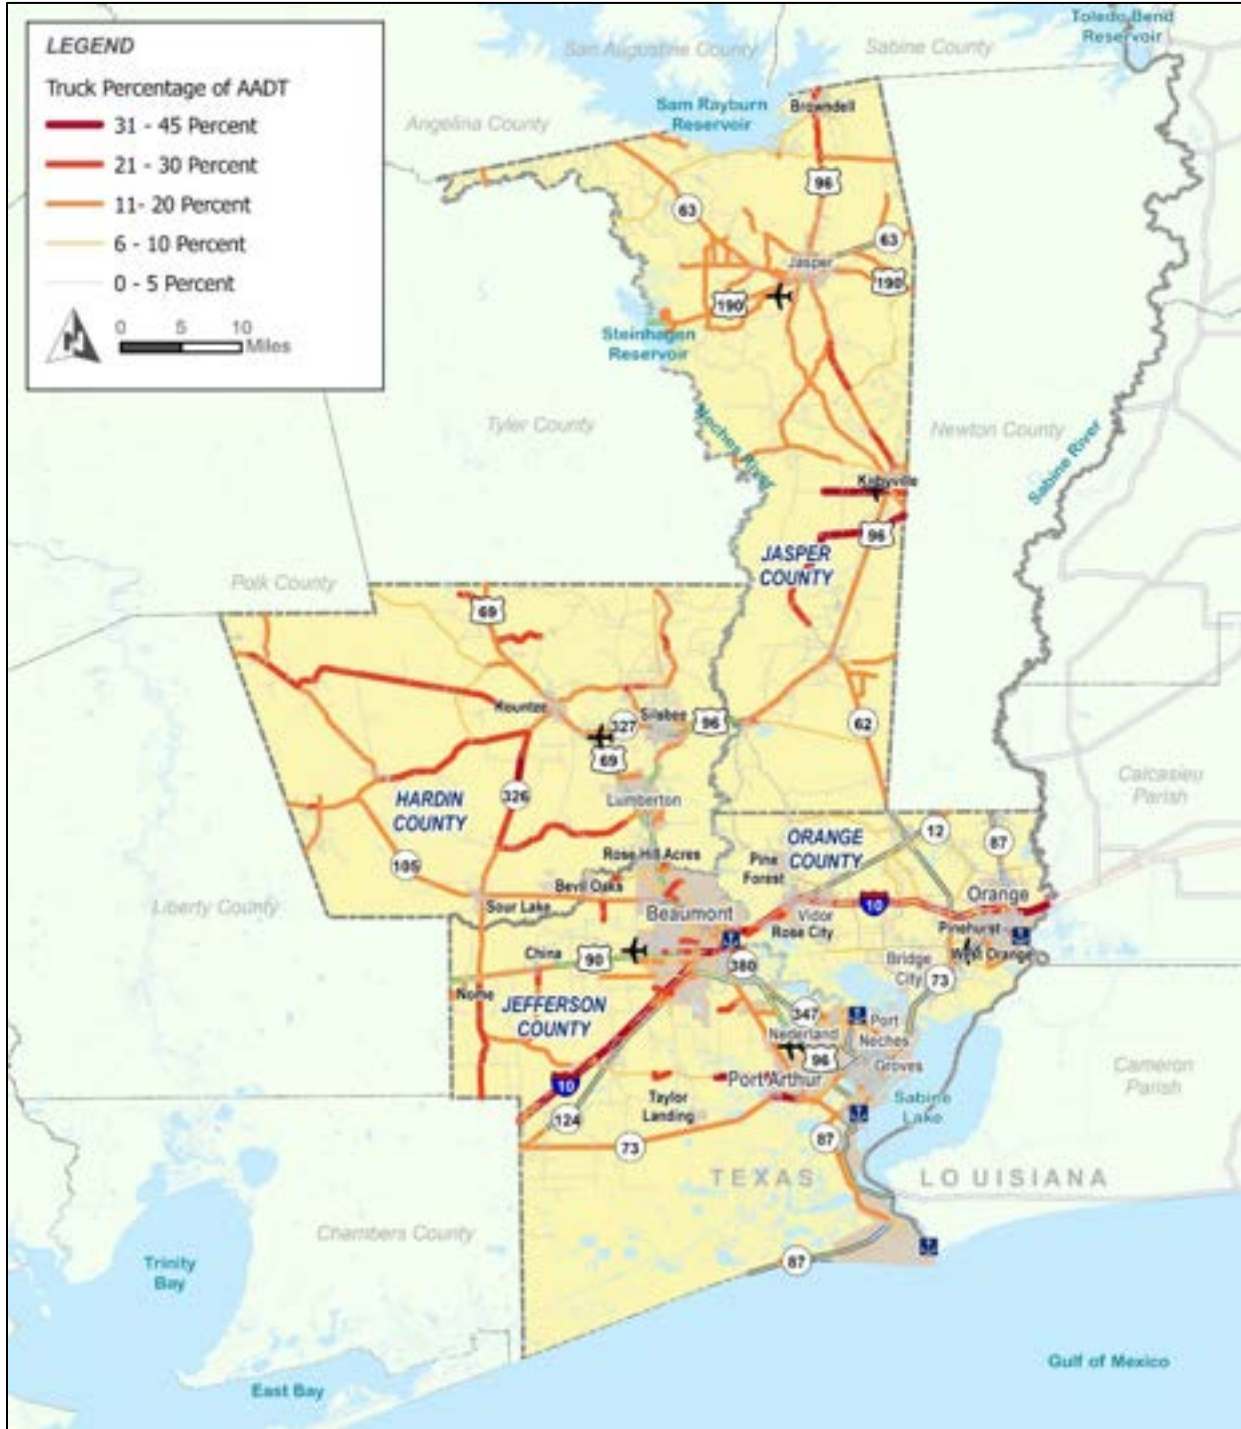 LEGEND
Truck Percentage of AADT
31 - 45 Percent
21 - 30 Percent
11- 20 Percent
6 - 10 Percent
0 - 5 Percent
N
0 5 10
Miles
San Augustine County
Sabine County
Toledo Bend
Reservoir
Angelina County
Sam Rayburn
Reservoir
Browndell
96
63
63
Jasper
190
190
Steinhagen
Reservoir
Tyler County
Neches River
Newton County
Sabine River
Kirbyville
96
JASPER
COUNTY
Polk County
69
Kountze
327
Silsbee
96
62
69
Calcasieu
Parish
326
HARDIN
COUNTY
Lumberton
ORANGE
COUNTY
12
87
Rose Hill Acres
Pine
Forest
105
Bevil Oaks
Orange
Liberty County
Sour Lake
Beaumont
10
Vidor
Rose City
Pinehurst
West Orange
China
90
380
Bridge
City
73
Nome
JEFFERSON
COUNTY
347
Port
Neches
Nederland
96
Groves
Port Arthur
Cameron
Parish
10
Taylor
Landing
Sabine
Lake
124
73
87
TEXAS
LOUISIANA
Chambers County
Trinity
Bay
87
East Bay
Gulf of Mexico